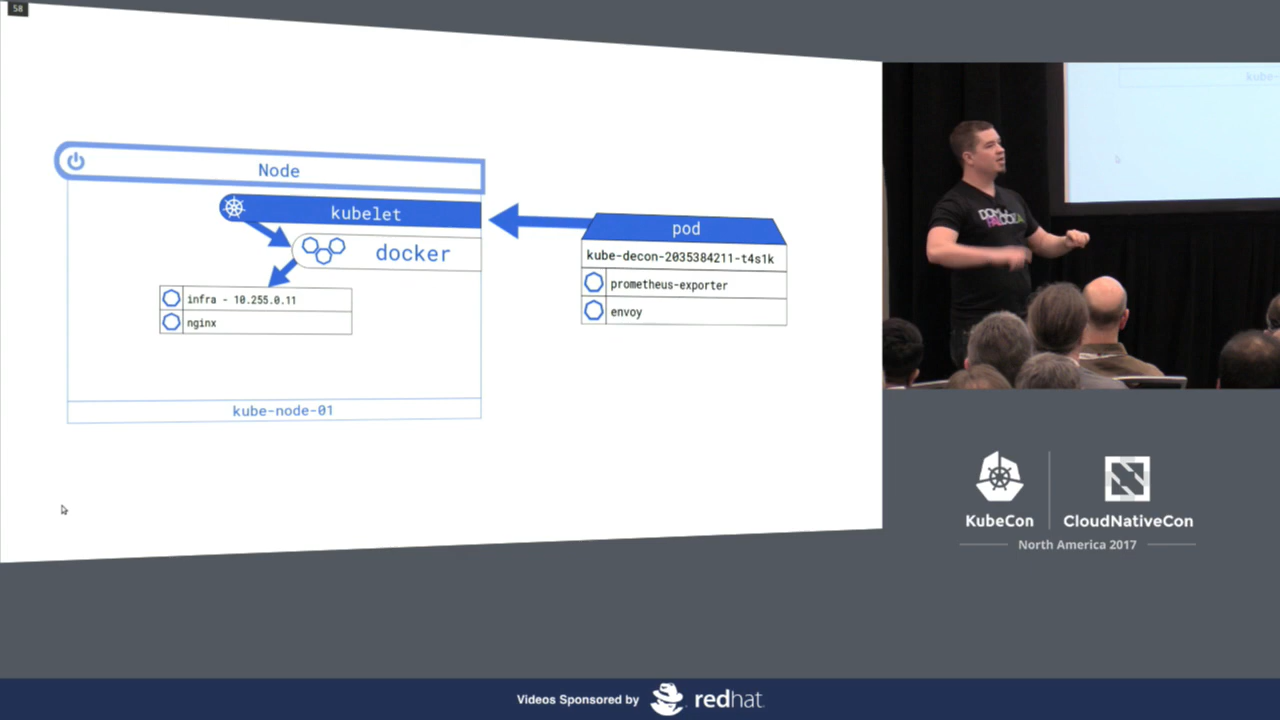 58
Node
kubelet
docker
infra - 10.255.0.11
nginx
kube-node-01
pod
kube-decon-2035384211-t4s1k
prometheus-exporter
envoy
kube-
KubeCon
CloudNativeCon
North America 2017
Videos Sponsored by
redhat